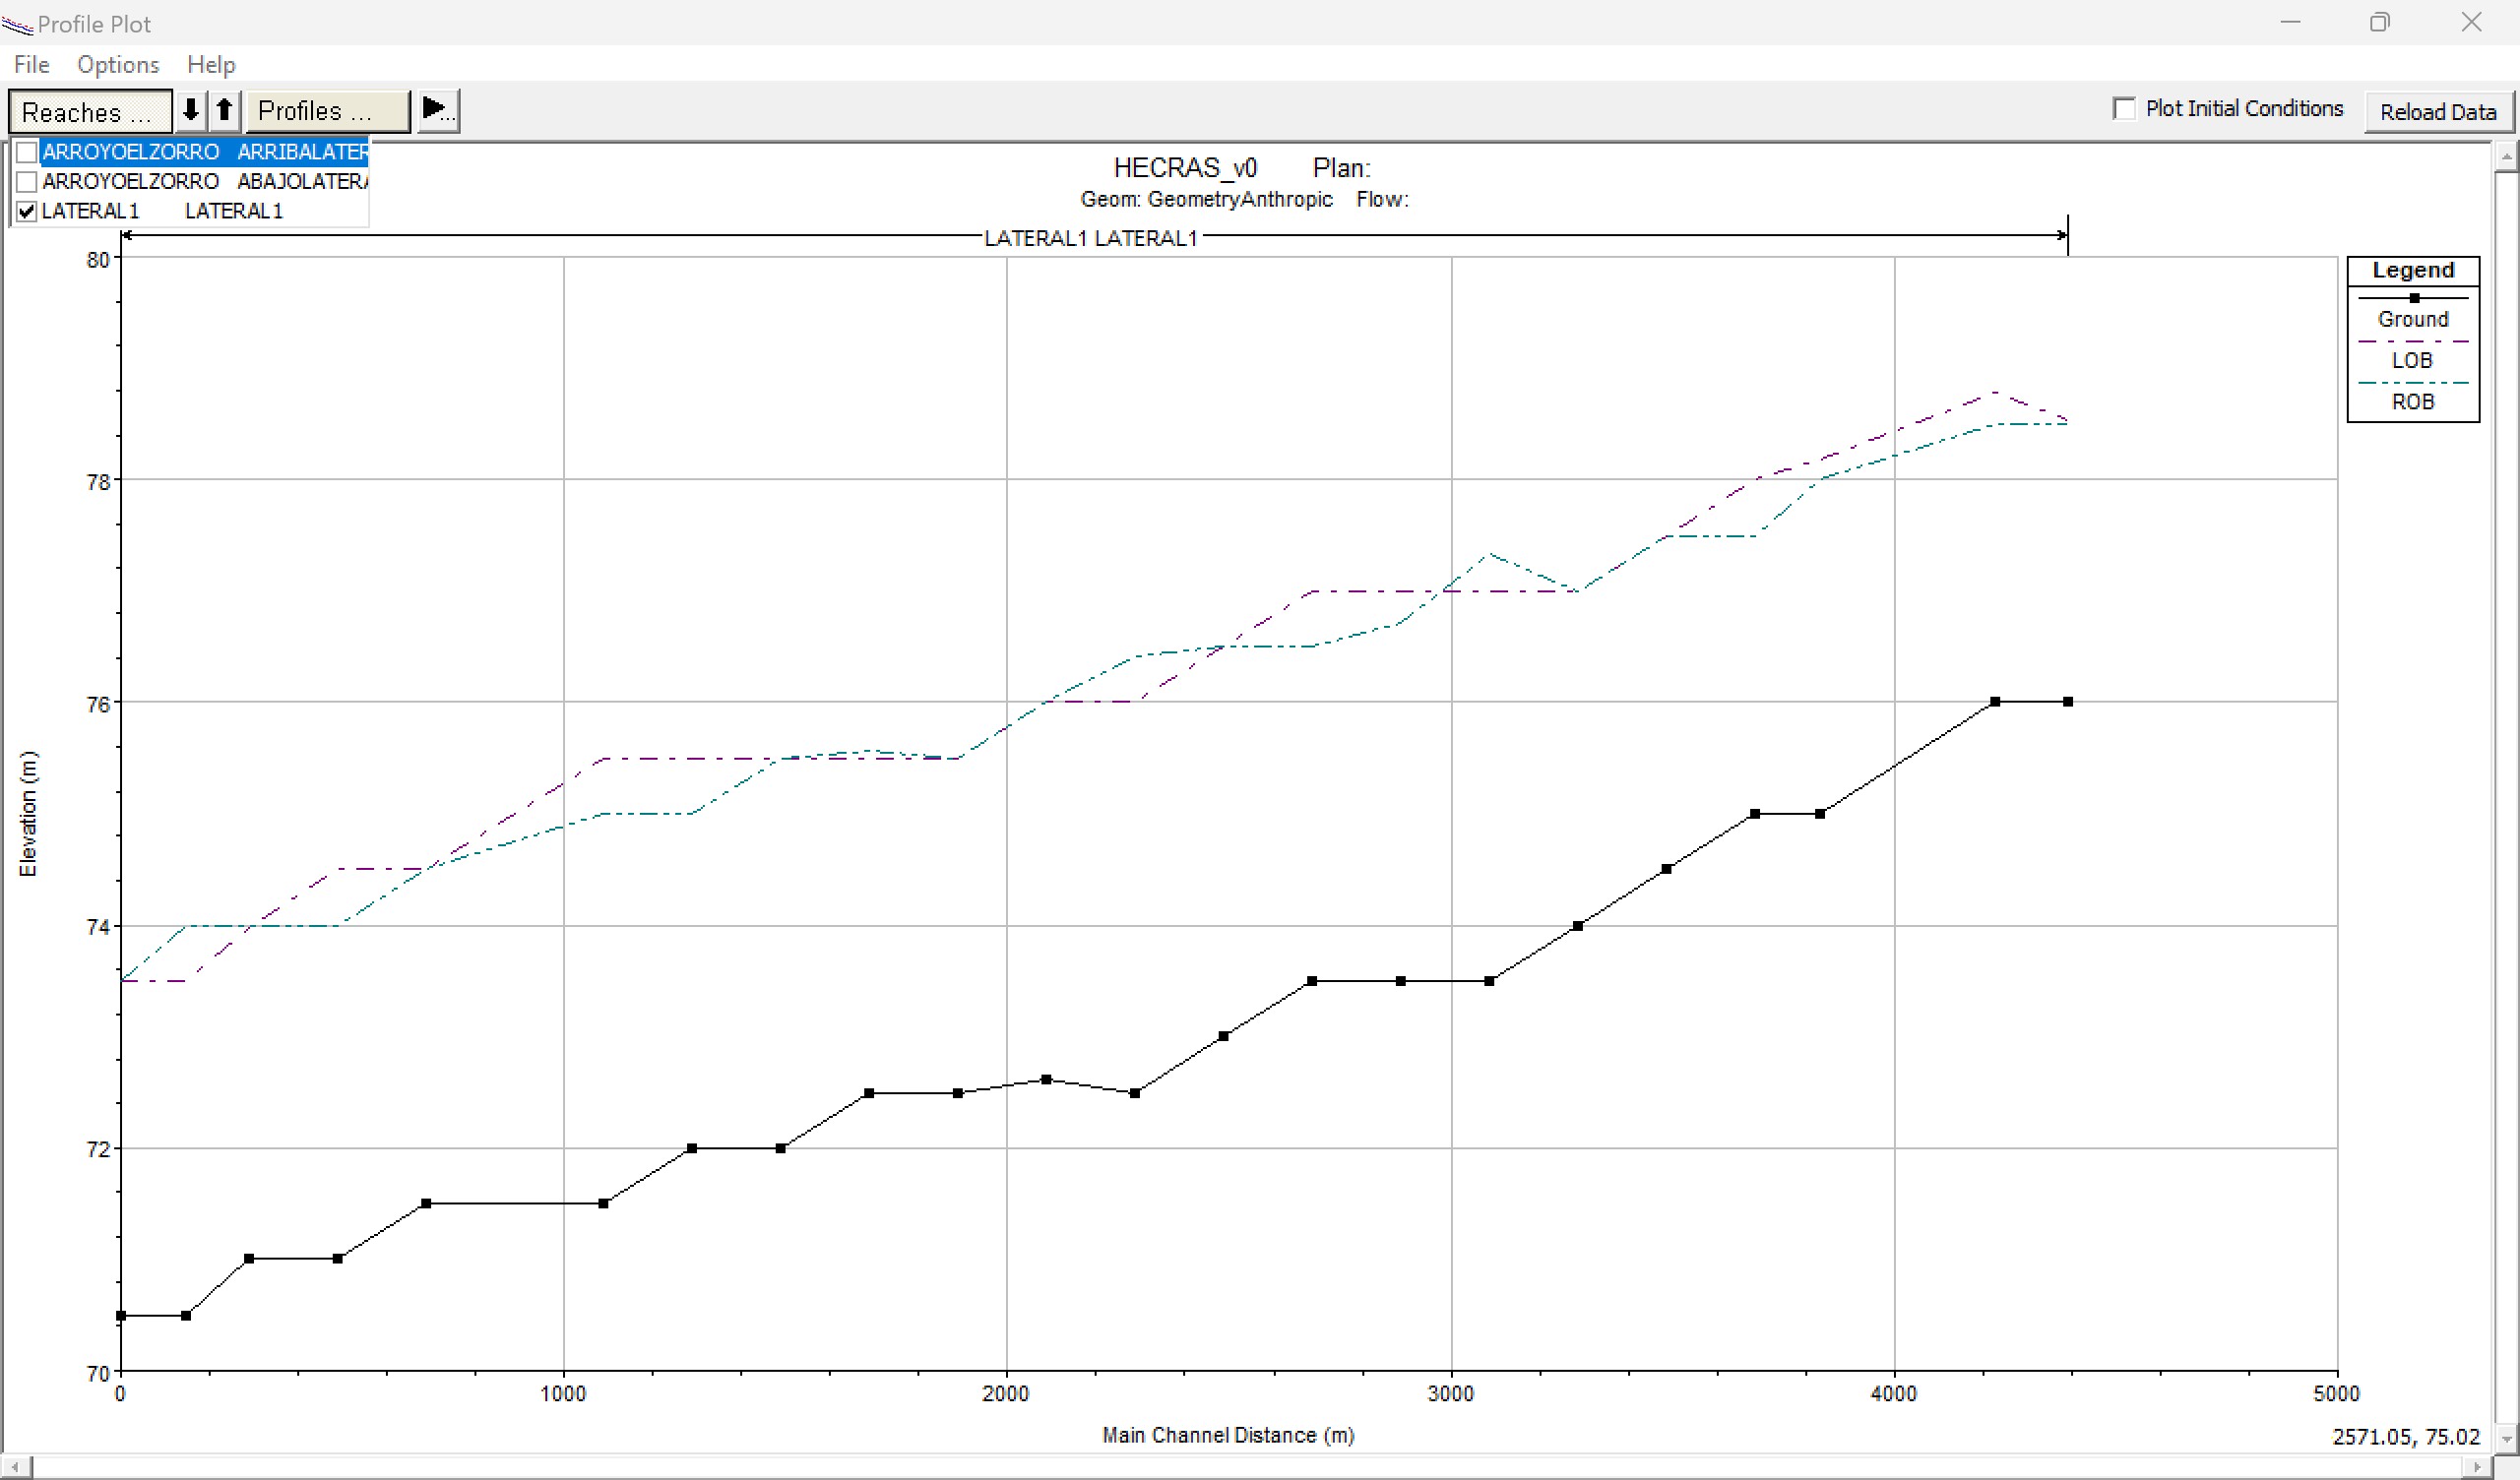 Profile Plot
File Options Help
Reaches ... Profiles ... ... Plot Initial Conditions Reload Data
ARROYOELZORRO ARRIBALATER
ARROYOELZORRO ABAJOLATERA
LATERAL1 LATERAL1
HECRAS_v0 Plan:
Geom: GeometryAnthropic Flow:
LATERAL1 LATERAL1
Legend
Ground
LOB
ROB
80
78
76
74
72
70
Elevation (m)
0 1000 2000 3000 4000 5000
Main Channel Distance (m)
2571.05, 75.02